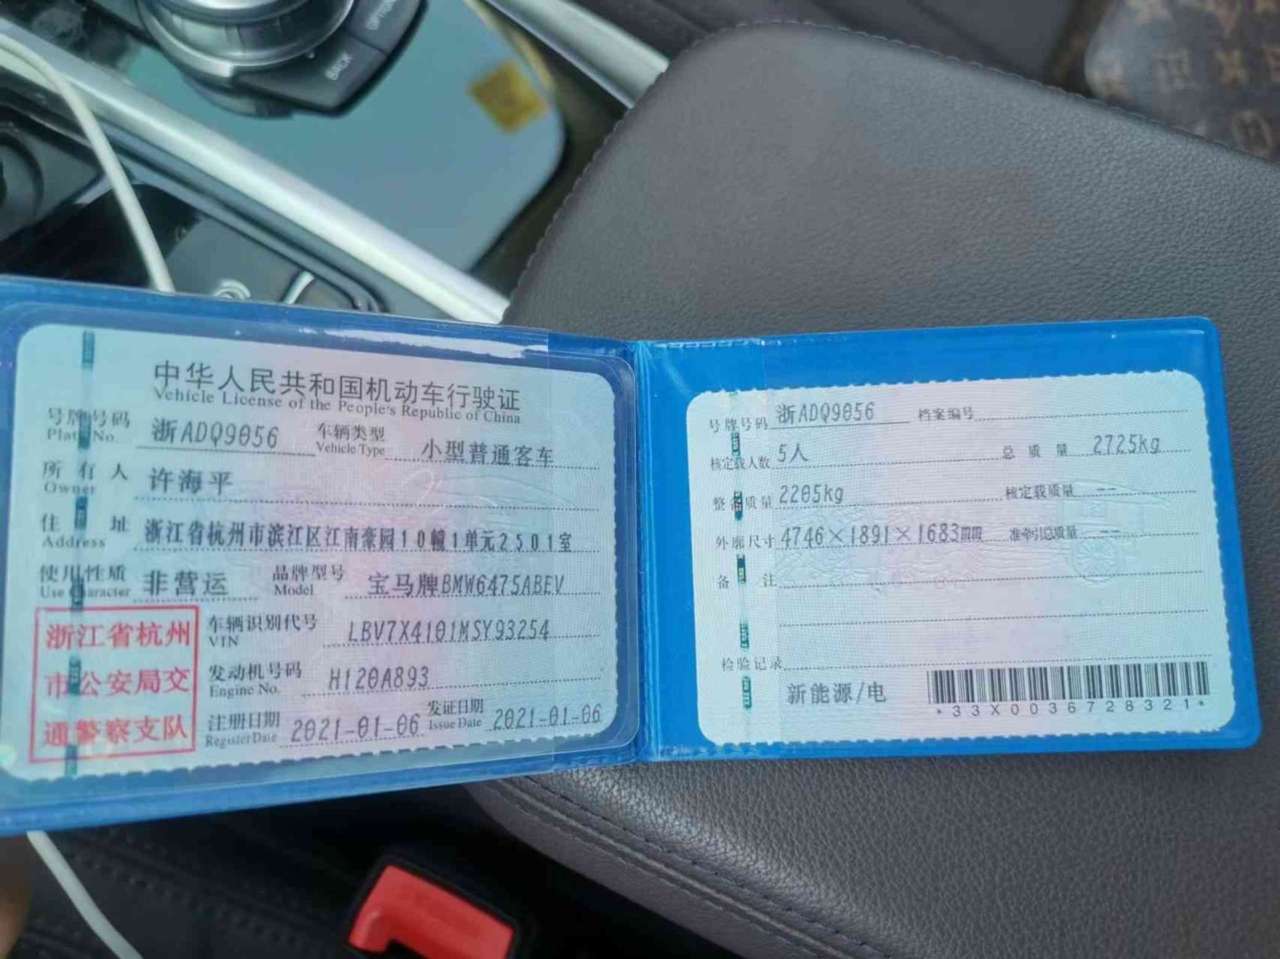 BACK
OPTION
中华人民共和国机动车行驶证
Vehicle License of the People's Republic of China
号牌号码 浙ADQ9056 车辆类型 小型普通客车
Plate No. Vehicle Type
所有人 许海平
Owner
住址 浙江省杭州市滨江区江南豪园10幢1单元2501室
Address
使用性质 非营运 品牌型号 宝马牌BMW6475ABEV
Use Character Model
浙江省杭州
市公安局交
通警察支队
车辆识别代号 LBV7X4101MSY93254
VIN
发动机号码 H120A893
Engine No.
注册日期 2021-01-06 发证日期 2021-01-06
Register Date Issue Date
号牌号码 浙ADQ9056 档案编号
核定载人数 5人 总质量 2725kg
整备质量 2205kg 核定载质量 --
外廓尺寸 4746×1891×1683mm 准牵引总质量 --
备注
检验记录
新能源/电
*33X0036728321*